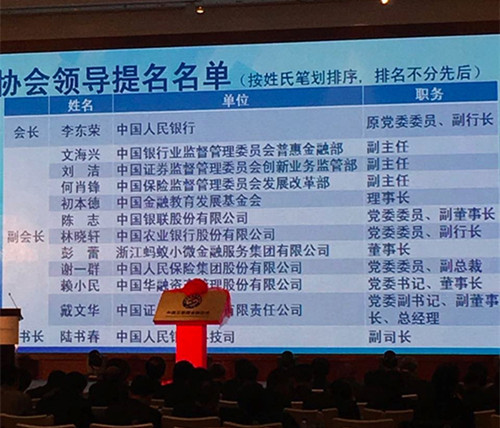 协会领导提名名单（按姓氏笔划排序，排名不分先后）
姓名 单位 职务
会长 李东荣 中国人民银行 原党委委员、副行长
文海兴 中国银行业监督管理委员会普惠金融部 副主任
刘洁 中国证券监督管理委员会创新业务监管部 副主任
何肖锋 中国保险监督管理委员会发展改革部 副主任
初本德 中国金融教育发展基金会 理事长
陈志 中国银联股份有限公司 党委委员、副董事长
副会长 林晓轩 中国农业银行股份有限公司 党委委员、副行长
彭蕾 浙江蚂蚁小微金融服务集团有限公司 董事长
谢一群 中国人民保险集团股份有限公司 党委委员、副总裁
赖小民 中国华融资 理股份有限公司 党委书记、董事长
戴文华 中国证 有限责任公司 党委副书记、副董事长、总经理
书长 陆书春 中国人民银 技司 副司长